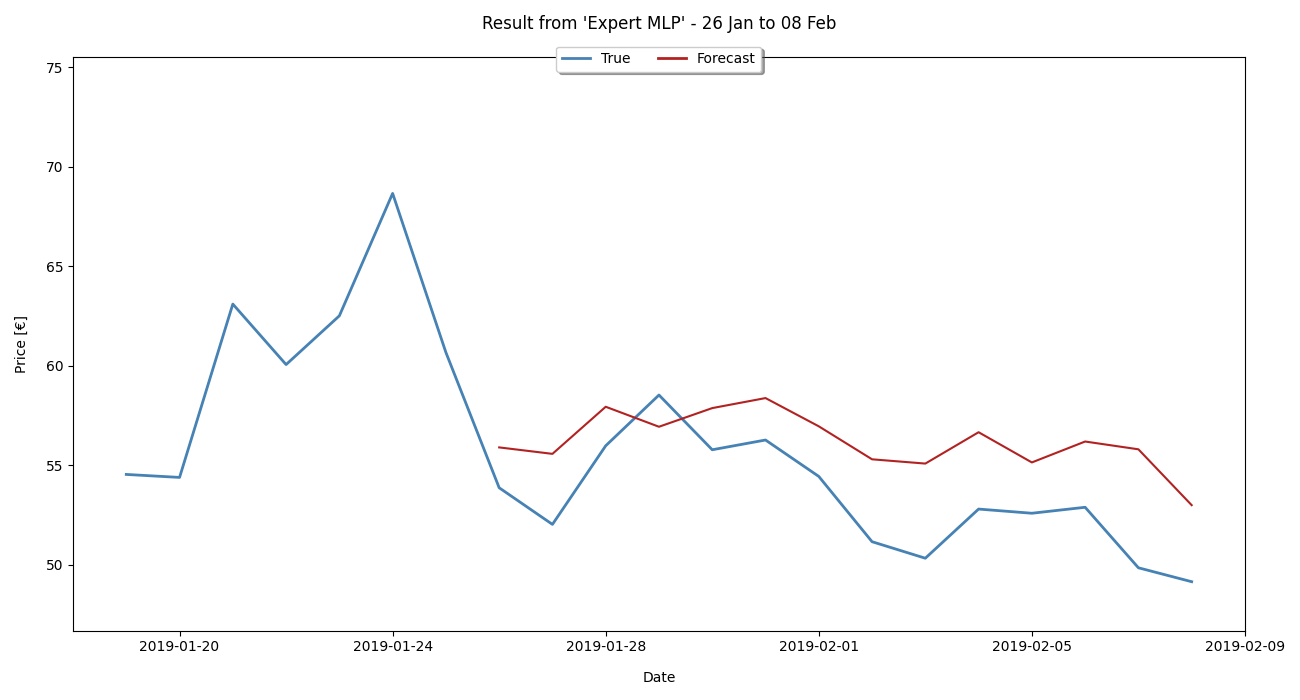 Result from 'Expert MLP' - 26 Jan to 08 Feb
True Forecast
75
70
65
60
55
50
Price [€]
2019-01-20 2019-01-24 2019-01-28 2019-02-01 2019-02-05 2019-02-09
Date